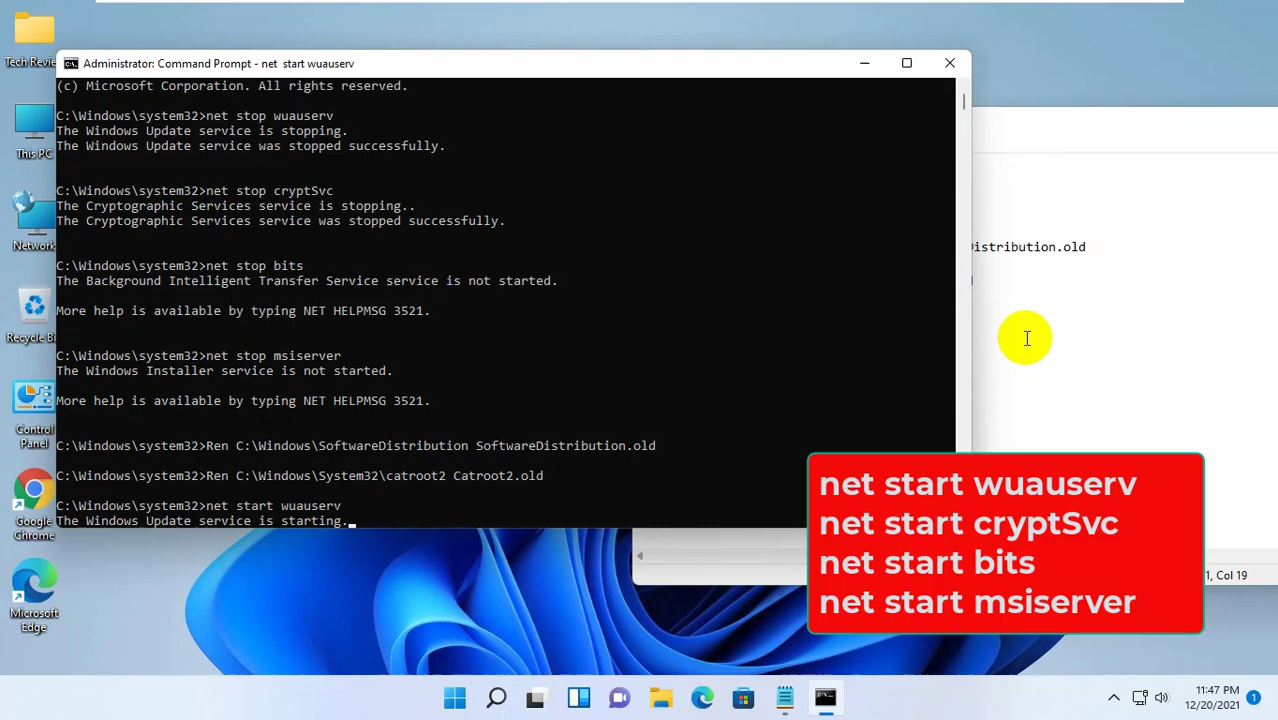 Tech Revie
This PC
Network
Recycle Bi
Control
Panel
Google
Chrome
Microsoft
Edge
Administrator: Command Prompt - net  start wuauserv
(c) Microsoft Corporation. All rights reserved.
C:\Windows\system32>net stop wuauserv
The Windows Update service is stopping.
The Windows Update service was stopped successfully.
C:\Windows\system32>net stop cryptSvc
The Cryptographic Services service is stopping..
The Cryptographic Services service was stopped successfully.
C:\Windows\system32>net stop bits
The Background Intelligent Transfer Service service is not started.
More help is available by typing NET HELPMSG 3521.
C:\Windows\system32>net stop msiserver
The Windows Installer service is not started.
More help is available by typing NET HELPMSG 3521.
C:\Windows\system32>Ren C:\Windows\SoftwareDistribution SoftwareDistribution.old
C:\Windows\system32>Ren C:\Windows\System32\catroot2 Catroot2.old
C:\Windows\system32>net start wuauserv
The Windows Update service is starting.
Distribution.old
net start wuauserv
net start cryptSvc
net start bits
net start msiserver
1, Col 19
11:47 PM
12/20/2021
1